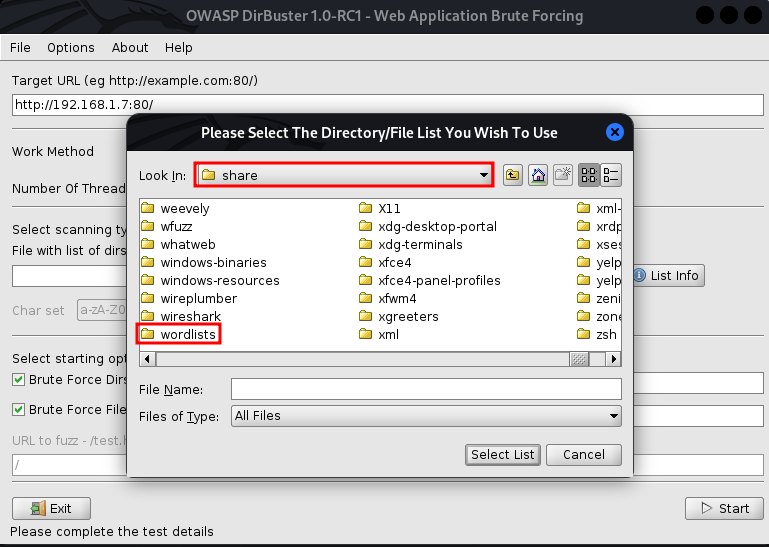 OWASP DirBuster 1.0-RC1 - Web Application Brute Forcing
File Options About Help
Target URL (eg http://example.com:80/)
http://192.168.1.7:80/
Work Method
Number Of Thread
Select scanning ty
File with list of dirs
List Info
Char set a-zA-Z0
Select starting opt
Brute Force Dirs
Brute Force File
URL to fuzz - /test.h
/
Exit
Start
Please complete the test details
Please Select The Directory/File List You Wish To Use
Look In: share
weevely
wfuzz
whatweb
windows-binaries
windows-resources
wireplumber
wireshark
wordlists
X11
xdg-desktop-portal
xdg-terminals
xfce4
xfce4-panel-profiles
xfwm4
xgreeters
xml
xml-
xrdp
xses
yelp
yelp
zeni
zone
zsh
File Name:
Files of Type: All Files
Select List Cancel